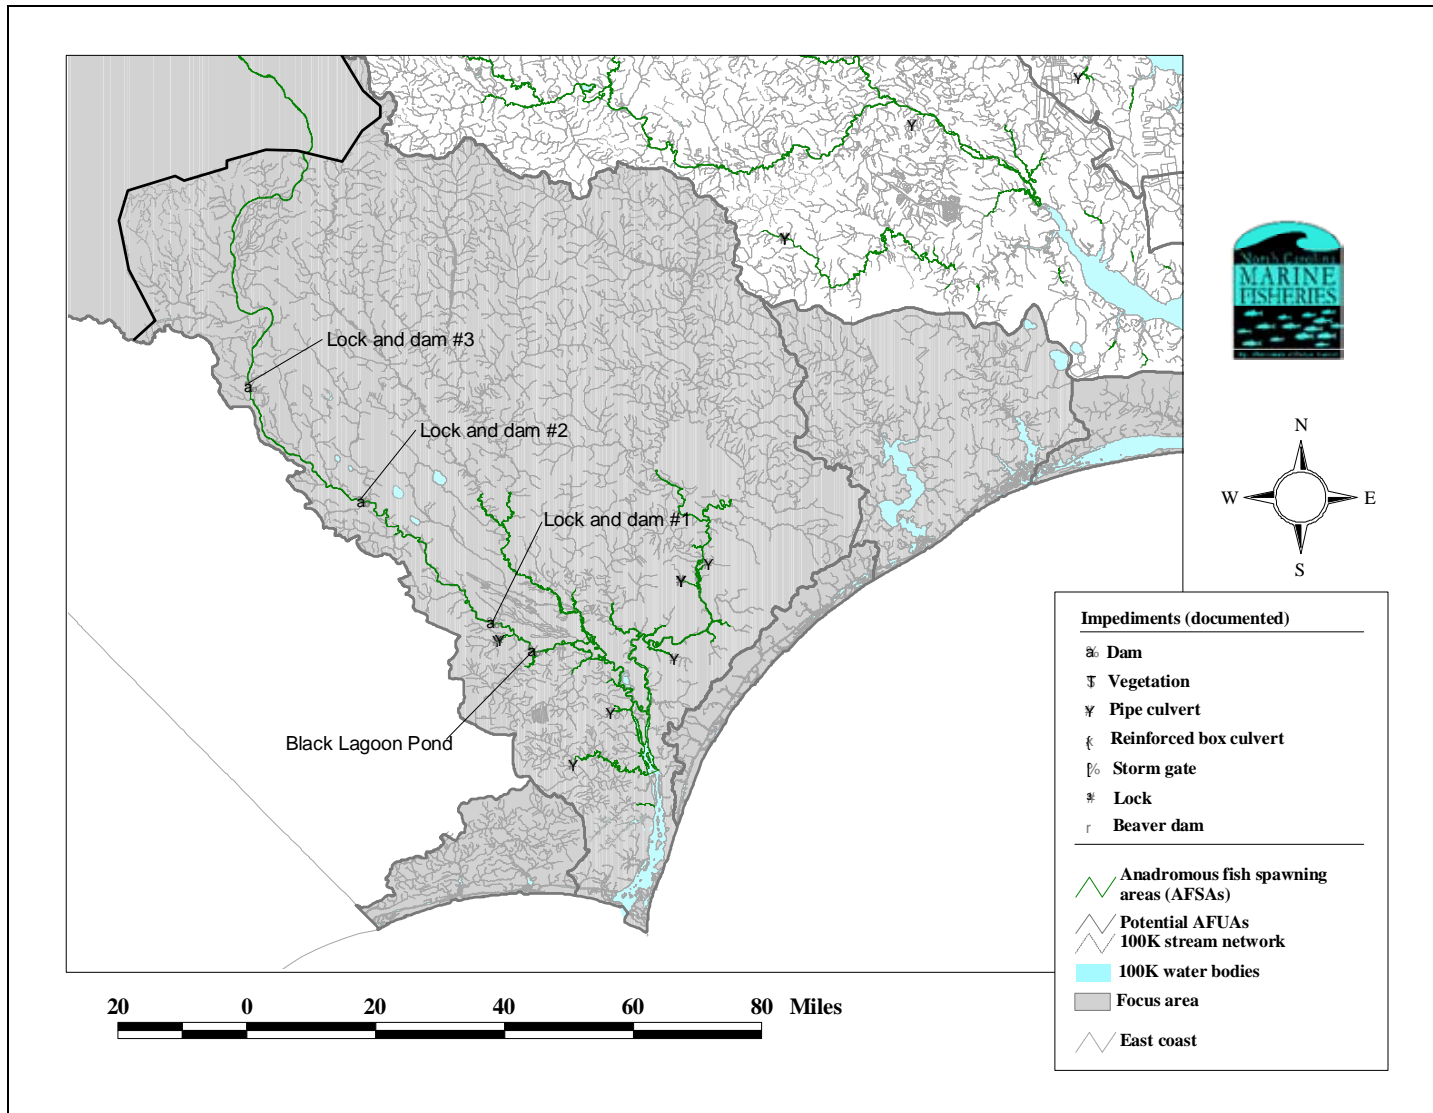 Lock and dam #3
Lock and dam #2
Lock and dam #1
Black Lagoon Pond
North Carolina
MARINE
FISHERIES
N
W
E
S
Impediments (documented)
Dam
Vegetation
Pipe culvert
Reinforced box culvert
Storm gate
Lock
Beaver dam
Anadromous fish spawning
areas (AFSAs)
Potential AFUAs
100K stream network
100K water bodies
Focus area
East coast
20 0 20 40 60 80 Miles